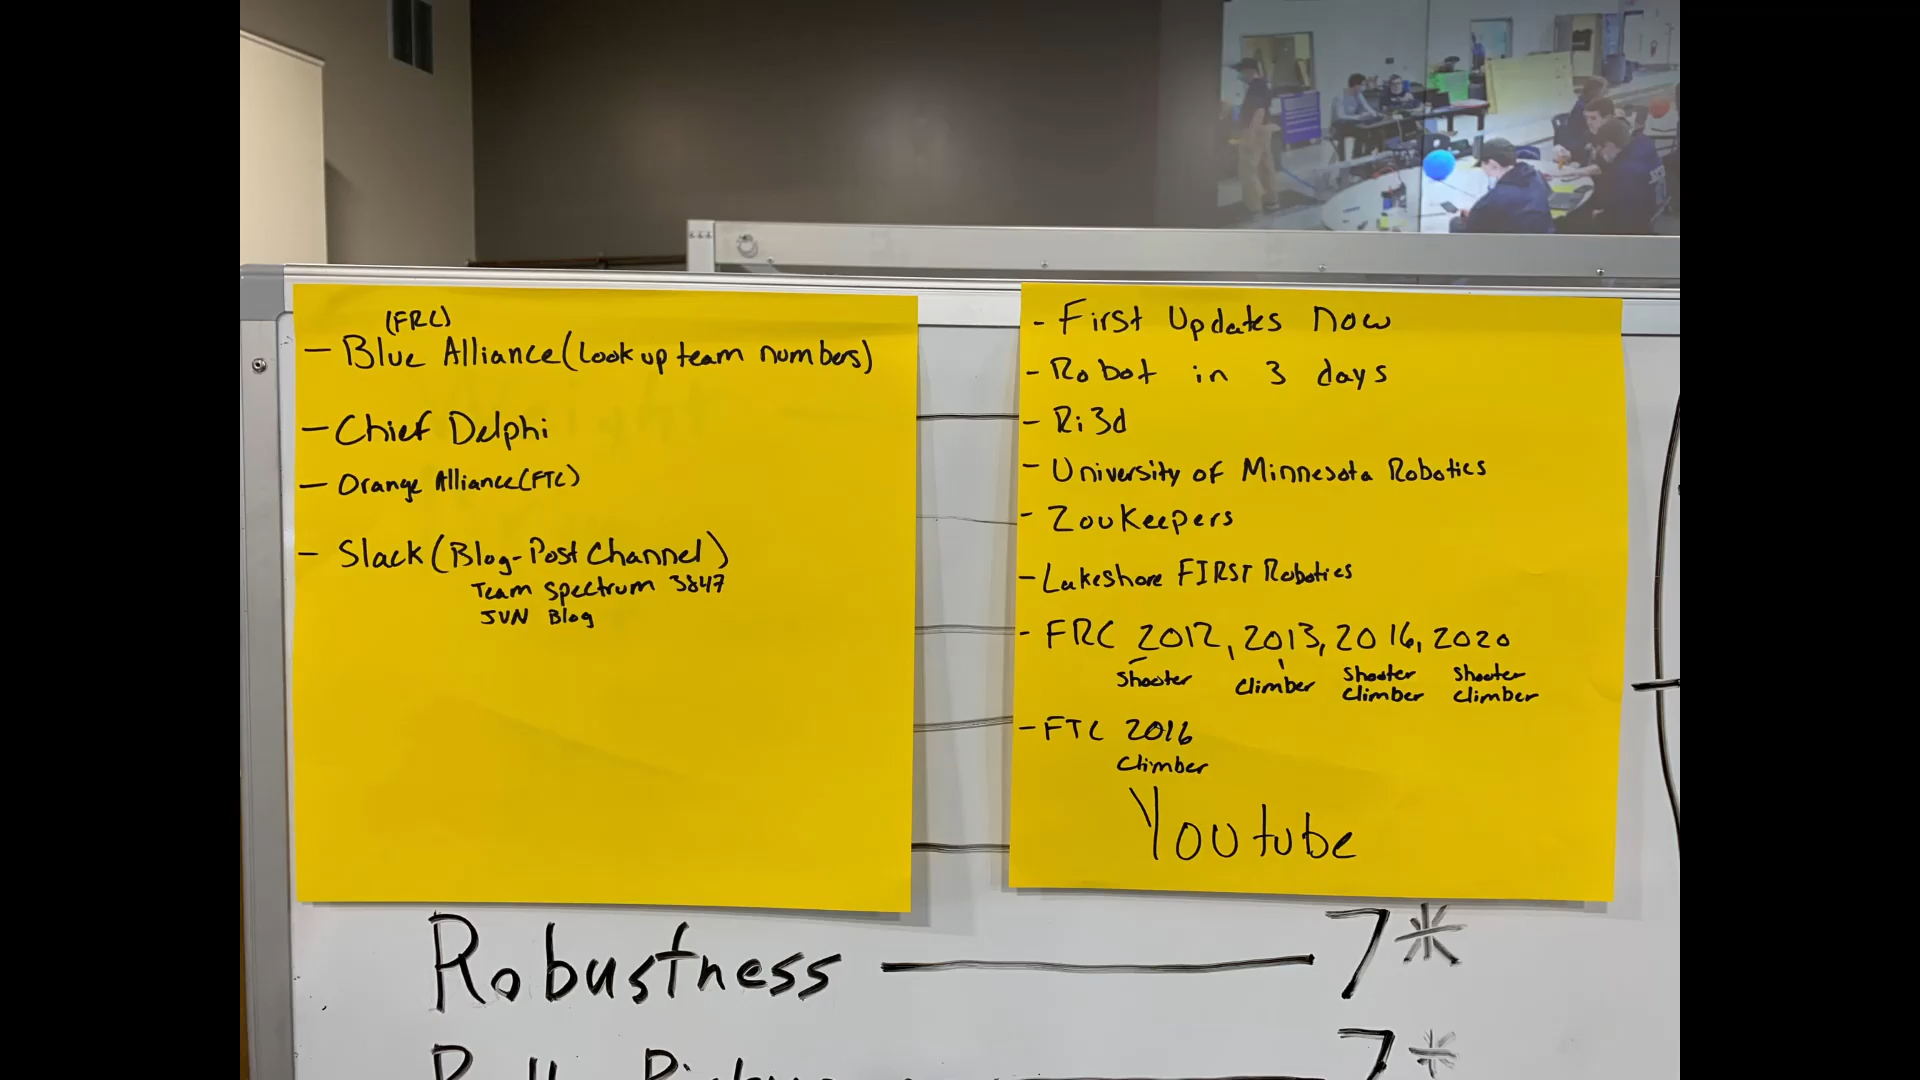 (FRC)
- Blue Alliance (Look up team numbers)
- Chief Delphi
- Orange Alliance (FTC)
- Slack (Blog-Post Channel)
Team Spectrum 3847
JVN Blog
- First Updates Now
- Robot in 3 days
- Ri3d
- University of Minnesota Robotics
- ZouKeepers
- Lakeshore FIRST Robotics
- FRC 2012, 2013, 2016, 2020
Shooter Climber Shooter Climber Shooter Climber
- FTC 2016
Climber
Youtube
Robustness — 7*
7*